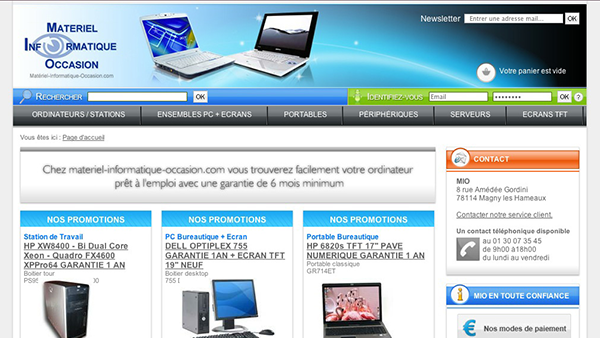 MATERIEL
INFORMATIQUE
OCCASION
Matériel-informatique-Occasion.com
Newsletter
Entrer une adresse mail...
OK
Votre panier est vide
RECHERCHER
OK
IDENTIFIEZ-VOUS
Email
OK
?
ORDINATEURS / STATIONS
ENSEMBLES PC + ECRANS
PORTABLES
PÉRIPHÉRIQUES
SERVEURS
ECRANS TFT
Vous êtes ici : Page d'accueil
Chez materiel-informatique-occasion.com vous trouverez facilement votre ordinateur
prêt à l'emploi avec une garantie de 6 mois minimum
NOS PROMOTIONS
Station de Travail
HP XW8400 - Bi Dual Core
Xeon - Quadro FX4600
XPPro64 GARANTIE 1 AN
Boitier tour
NOS PROMOTIONS
PC Bureautique + Ecran
DELL OPTIPLEX 755
GARANTIE 1AN + ECRAN TFT
19" NEUF
Boitier desktop
NOS PROMOTIONS
Portable Bureautique
HP 6820s TFT 17" PAVE
NUMERIQUE GARANTIE 1 AN
Portable classique
GR714ET
CONTACT
MIO
8 rue Amédée Gordini
78114 Magny les Hameaux
Contacter notre service client.
Un contact téléphonique disponible
au 01 30 07 35 45
de 9h00 à18h00
du lundi au vendredi
MIO EN TOUTE CONFIANCE
Nos modes de paiement